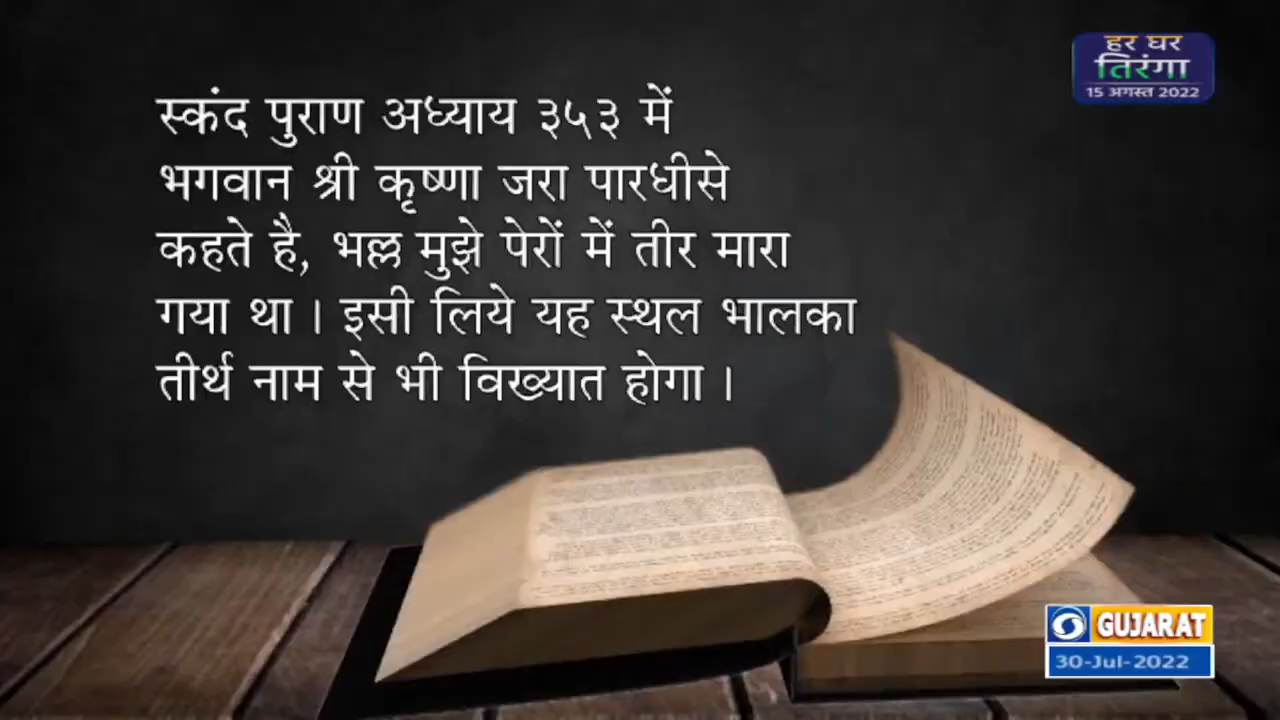 स्कंद पुराण अध्याय ३५३ में
भगवान श्री कृष्णा जरा पारधीसे
कहते है, भल्ल मुझे पेरों में तीर मारा
गया था । इसी लिये यह स्थल भालका
तीर्थ नाम से भी विख्यात होगा ।
हर घर
तिरंगा
15 अगस्त 2022
GUJARAT
30-Jul-2022